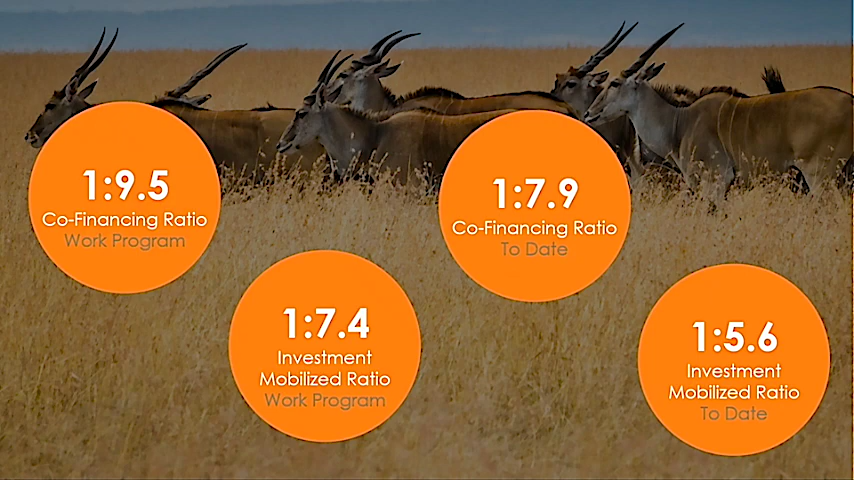 1:9.5
Co-Financing Ratio
Work Program
1:7.4
Investment
Mobilized Ratio
Work Program
1:7.9
Co-Financing Ratio
To Date
1:5.6
Investment
Mobilized Ratio
To Date